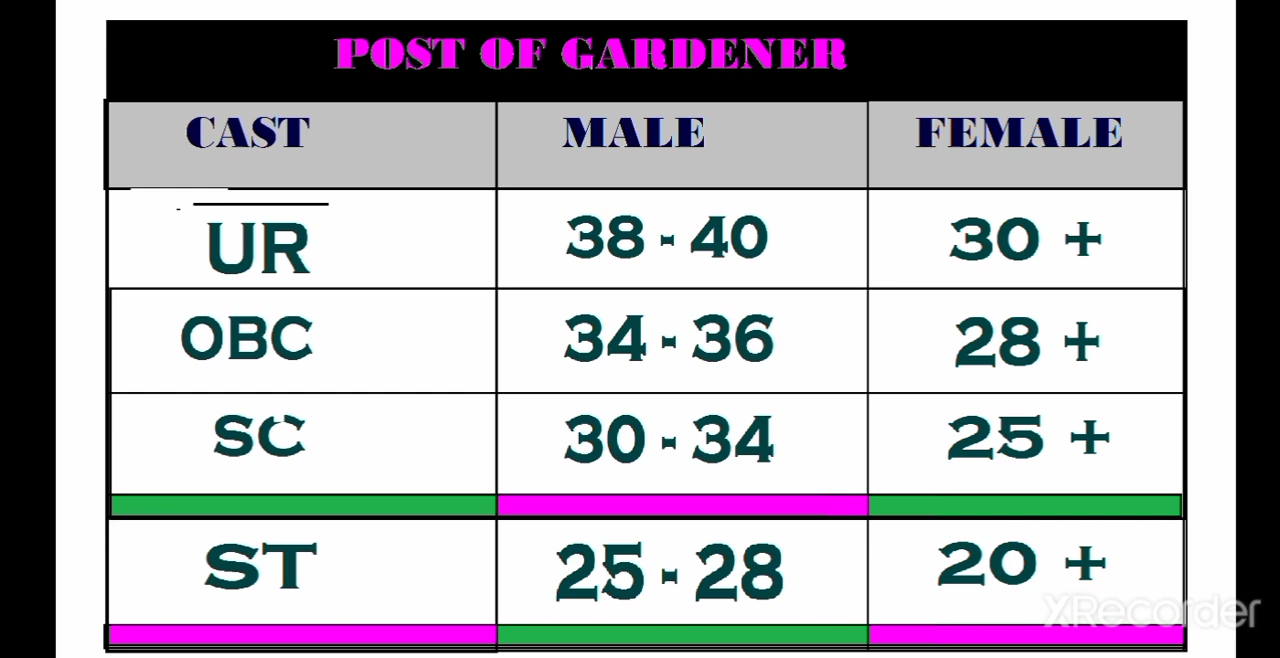 POST OF GARDENER
CAST MALE FEMALE
UR 38 - 40 30 +
OBC 34 - 36 28 +
SC 30 - 34 25 +
ST 25 - 28 20 +
XRecorder